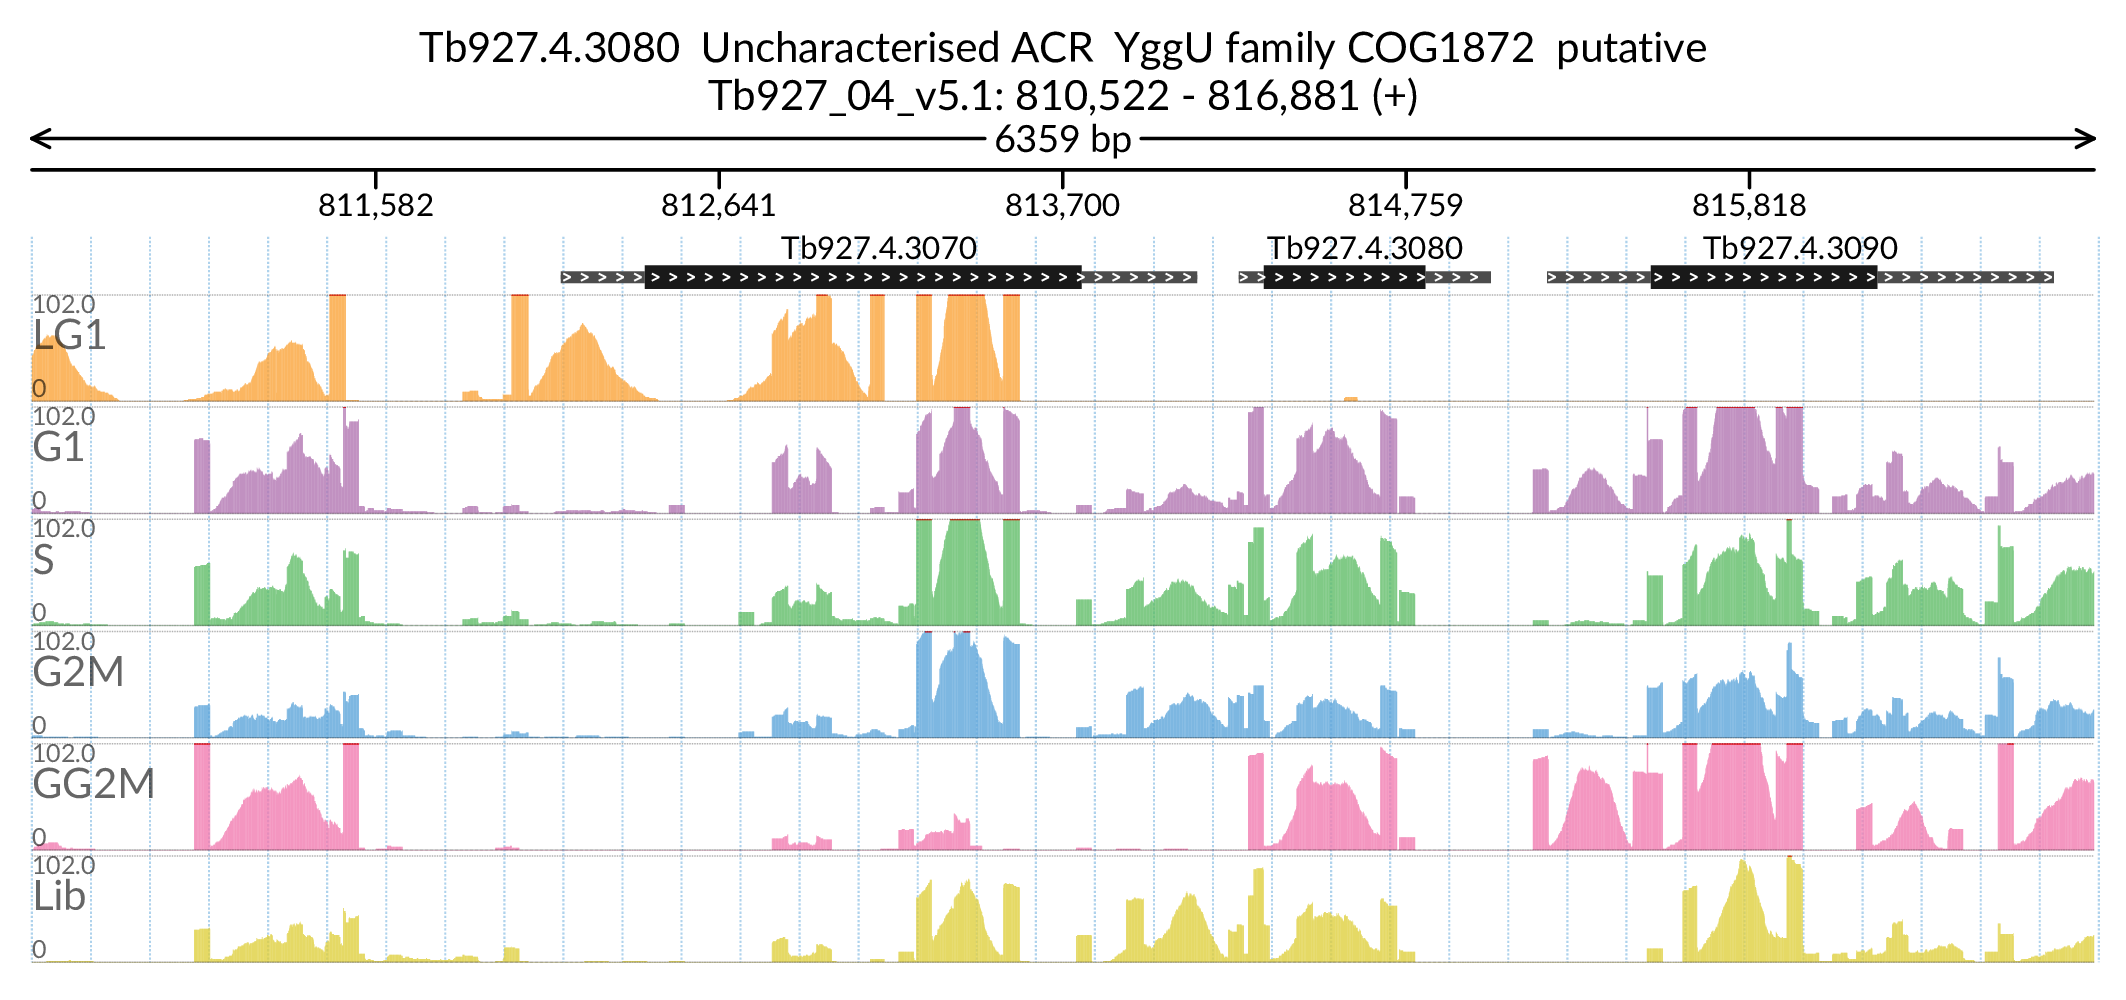 Tb927.4.3080  Uncharacterised ACR  YggU family COG1872  putative
Tb927_04_v5.1: 810,522 - 816,881 (+)
6359 bp
811,582 812,641 813,700 814,759 815,818
Tb927.4.3070 Tb927.4.3080 Tb927.4.3090
102.0
LG1
0
102.0
G1
0
102.0
S
0
102.0
G2M
0
102.0
GG2M
0
102.0
Lib
0